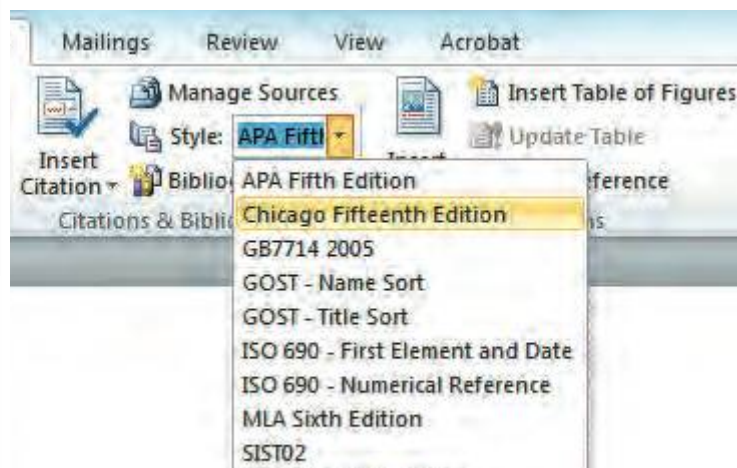 Mailings Review View Acrobat
Manage Sources
Insert Table of Figures
Style: APA Fift
Update Table
Insert
Citation
APA Fifth Edition
Chicago Fifteenth Edition
Citations &
GB7714 2005
GOST - Name Sort
GOST - Title Sort
ISO 690 - First Element and Date
ISO 690 - Numerical Reference
MLA Sixth Edition
SIST02